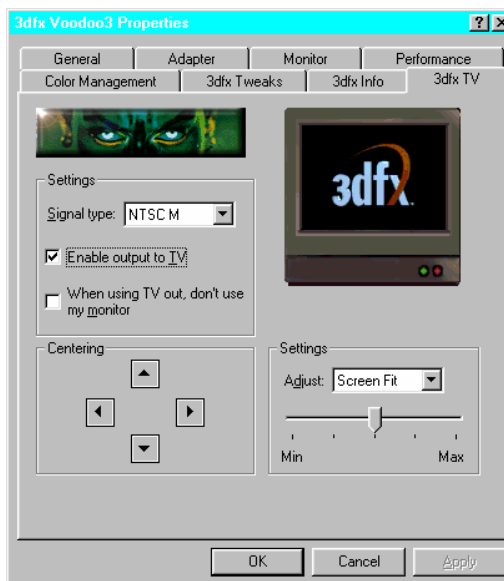 3dfx Voodoo3 Properties
General Adapter Monitor Performance
Color Management 3dfx Tweaks 3dfx Info 3dfx TV
3dfx
Settings
Signal type: NTSC M
Enable output to TV
When using TV out, don't use
my monitor
Centering
Settings
Adjust: Screen Fit
Min Max
OK Cancel Apply